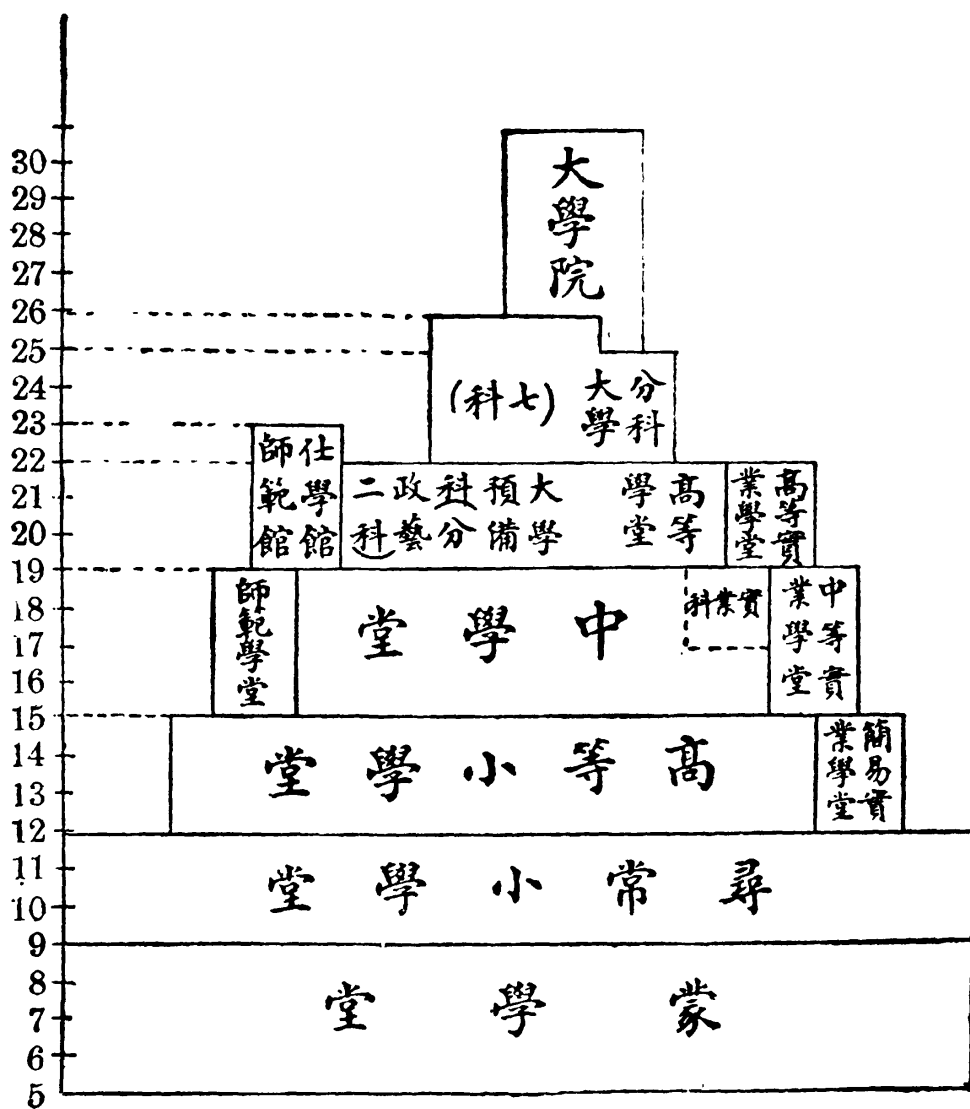 30
29
28
27
26
25
24
23
22
21
20
19
18
17
16
15
14
13
12
11
10
9
8
7
6
5
大學院
分科
大學
(七科)
仕學館
師範館
高等
學堂
大學
預備
科分
政藝
二科
高等實
業學堂
師範學堂
中學堂
實業科
中等實
業學堂
高等小學堂
簡易實
業學堂
尋常小學堂
蒙學堂